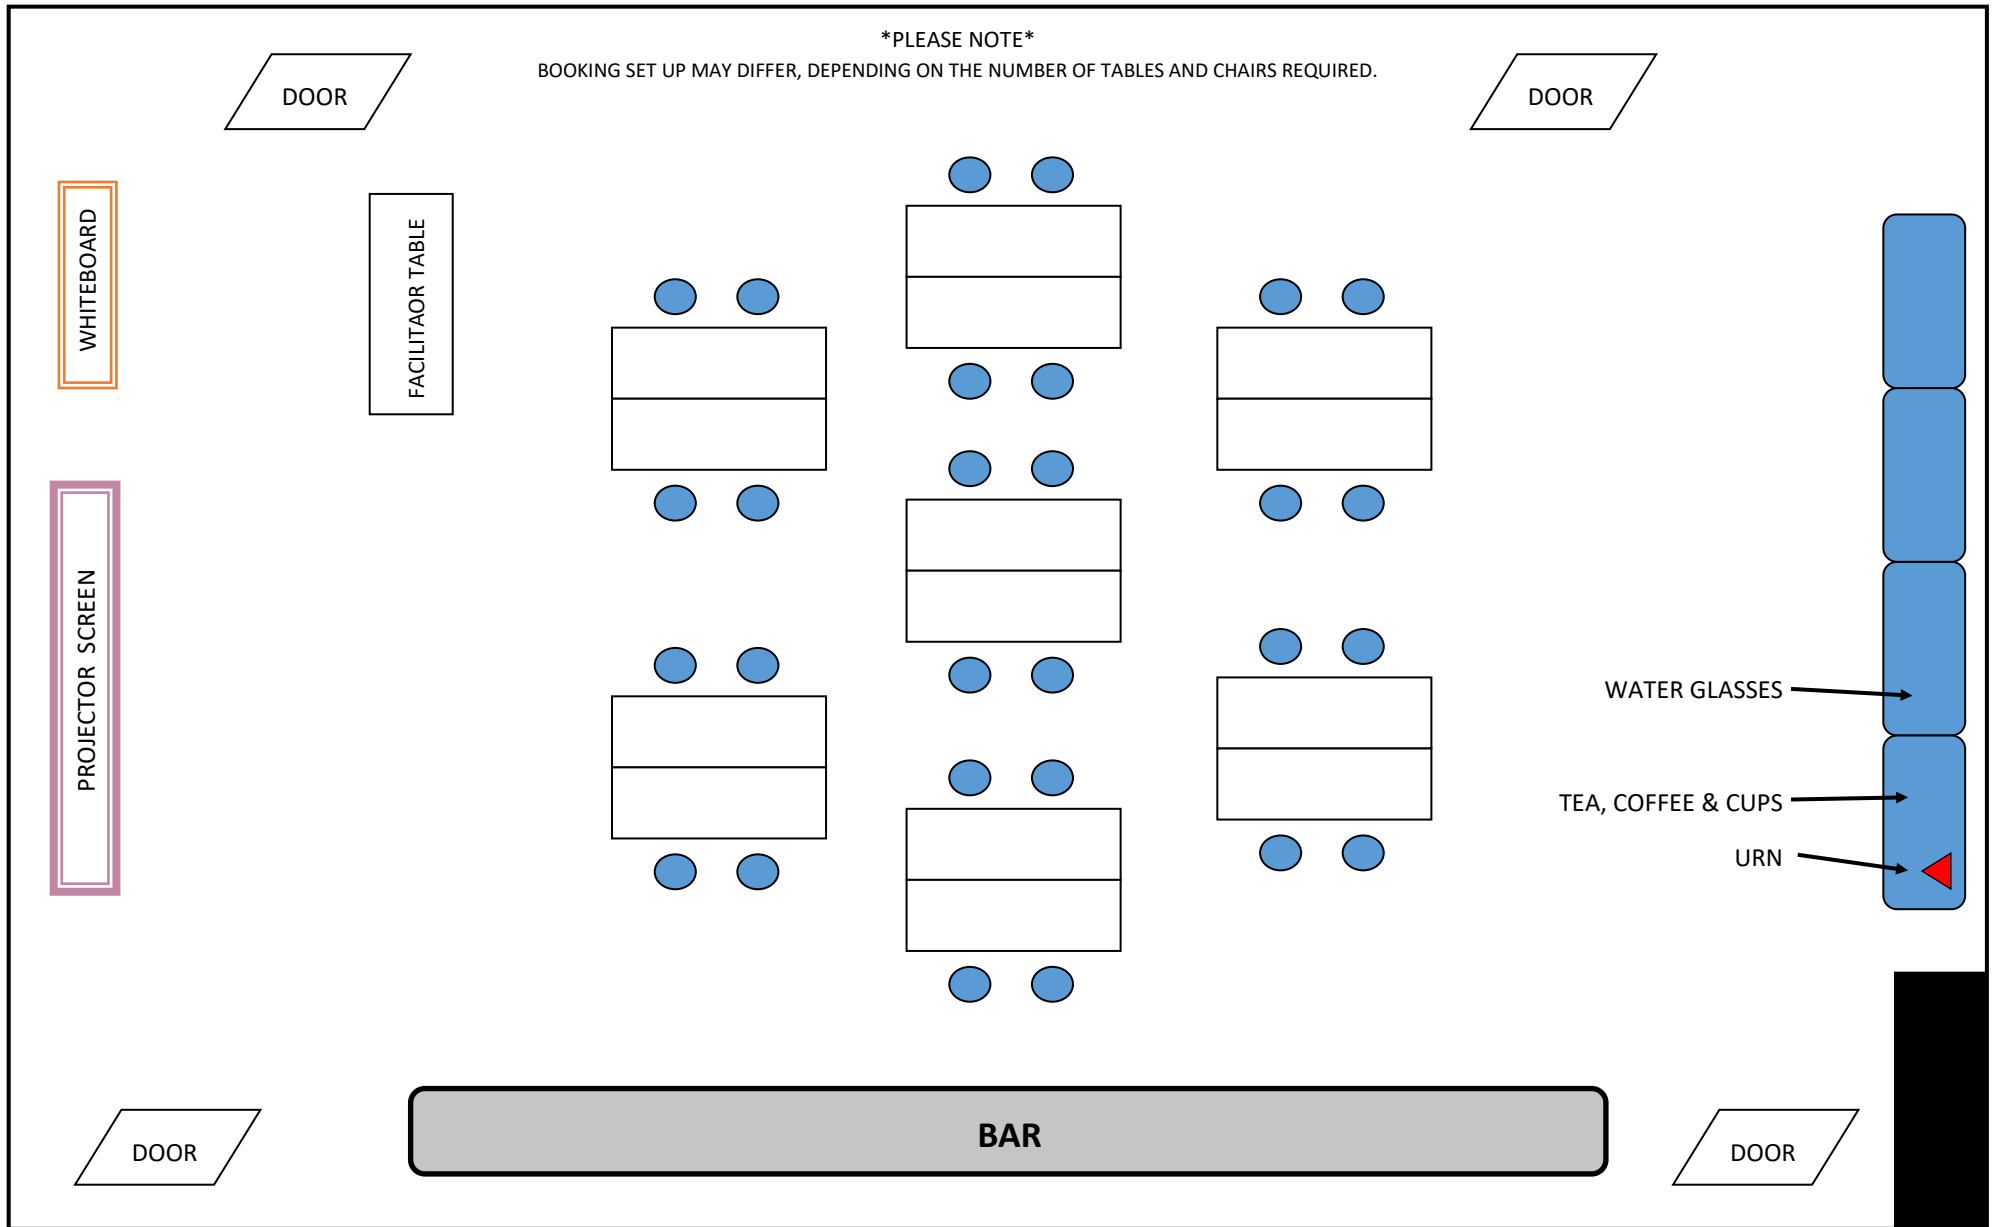 *PLEASE NOTE*
BOOKING SET UP MAY DIFFER, DEPENDING ON THE NUMBER OF TABLES AND CHAIRS REQUIRED.
DOOR
DOOR
WHITEBOARD
FACILITAOR TABLE
PROJECTOR SCREEN
WATER GLASSES
TEA, COFFEE & CUPS
URN
BAR
DOOR
DOOR